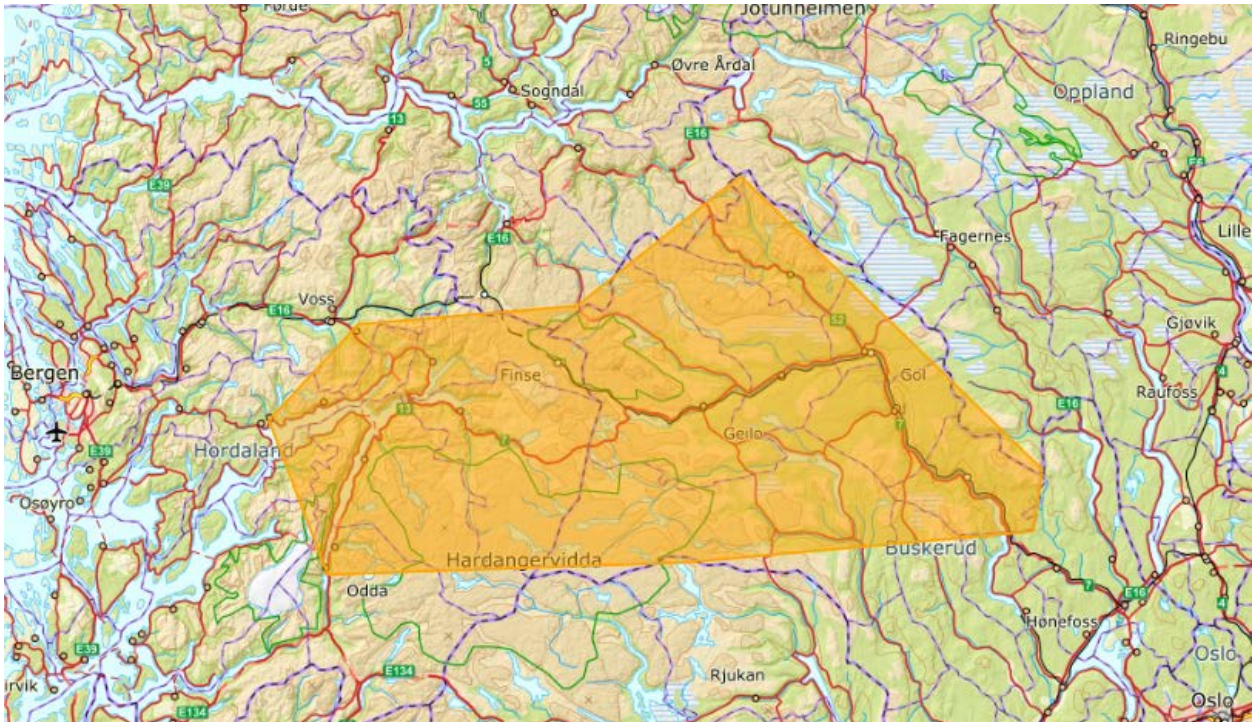 Førde
Jotunheimen
Ringebu
5
Øvre Årdal
Sogndal
Oppland
55
13
E16
E6
E39
Lille
E16
Fagernes
Voss
E16
52
Gjøvik
Bergen
Finse
Gol
4
Raufoss
13
E16
Hordaland
7
Geilo
7
E39
Osøyro
Hardangervidda
Buskerud
Odda
7
E16
4
Hønefoss
E39
Oslo
E134
Rjukan
irvik
E134
Oslo